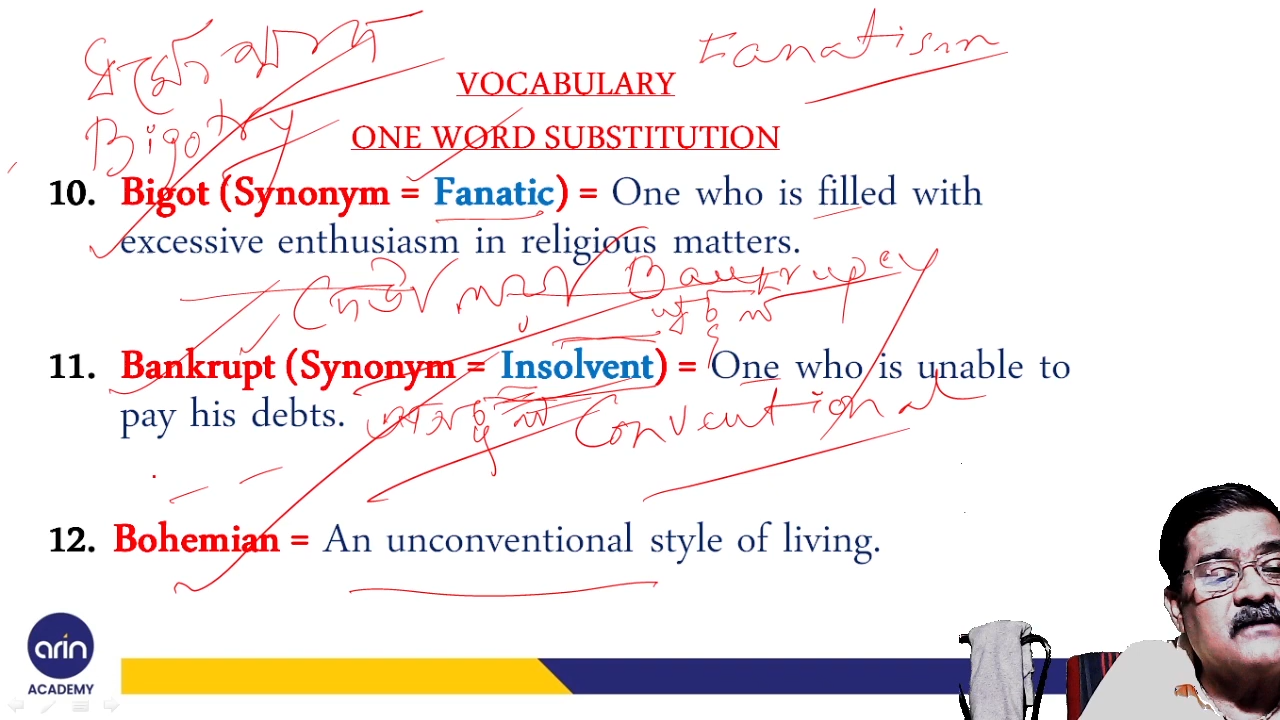 ধর্মোন্মাদ
Fanatism
VOCABULARY
Bigotry
ONE WORD SUBSTITUTION
10. Bigot (Synonym = Fanatic) = One who is filled with
excessive enthusiasm in religious matters.
Bankrupcy
11. Bankrupt (Synonym = Insolvent) = One who is unable to
pay his debts.
Conventional
12. Bohemian = An unconventional style of living.
arin
ACADEMY